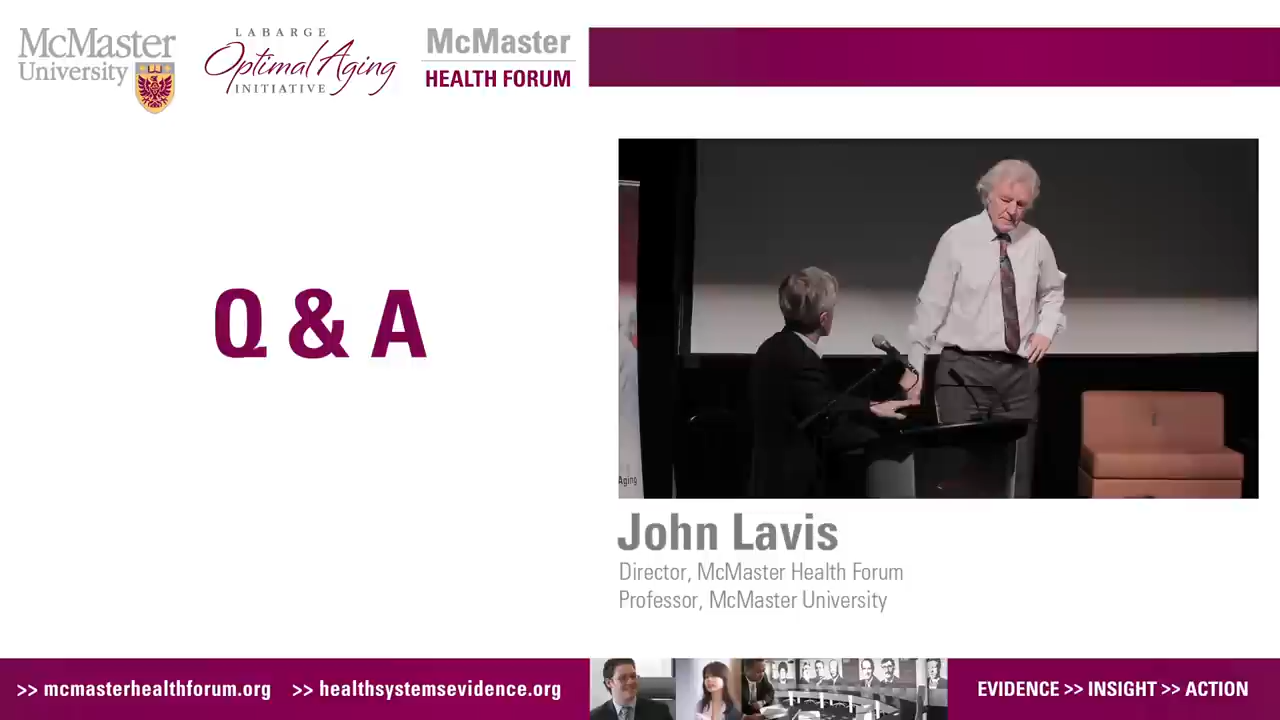 McMaster
University
LABARGE
Optimal Aging
INITIATIVE
McMaster
HEALTH FORUM
Q & A
Aging
John Lavis
Director, McMaster Health Forum
Professor, McMaster University
>> mcmasterhealthforum.org >> healthsystemsevidence.org
EVIDENCE >> INSIGHT >> ACTION